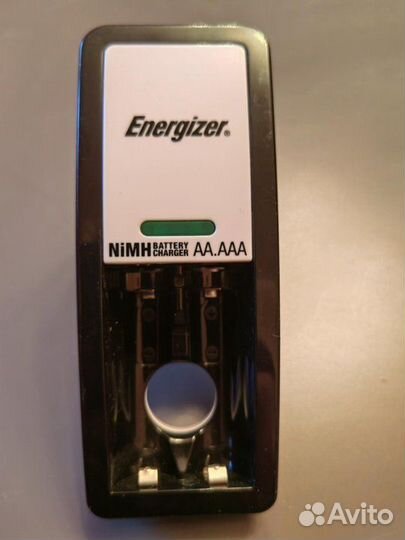 Energizer®
NiMH BATTERY CHARGER AA.AAA
Avito